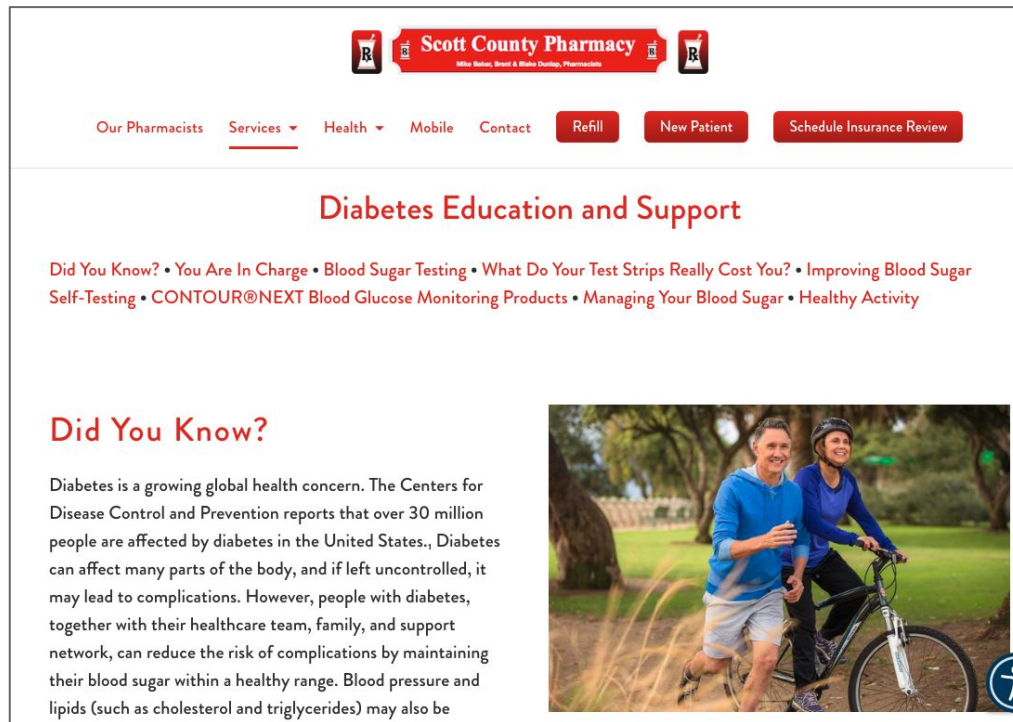 Scott County Pharmacy
Mike Baker, Brent & Blake Dunlap, Pharmacists
Our Pharmacists Services Health Mobile Contact Refill New Patient Schedule Insurance Review
Diabetes Education and Support
Did You Know? • You Are In Charge • Blood Sugar Testing • What Do Your Test Strips Really Cost You? • Improving Blood Sugar
Self-Testing • CONTOUR®NEXT Blood Glucose Monitoring Products • Managing Your Blood Sugar • Healthy Activity
Did You Know?
Diabetes is a growing global health concern. The Centers for
Disease Control and Prevention reports that over 30 million
people are affected by diabetes in the United States., Diabetes
can affect many parts of the body, and if left uncontrolled, it
may lead to complications. However, people with diabetes,
together with their healthcare team, family, and support
network, can reduce the risk of complications by maintaining
their blood sugar within a healthy range. Blood pressure and
lipids (such as cholesterol and triglycerides) may also be